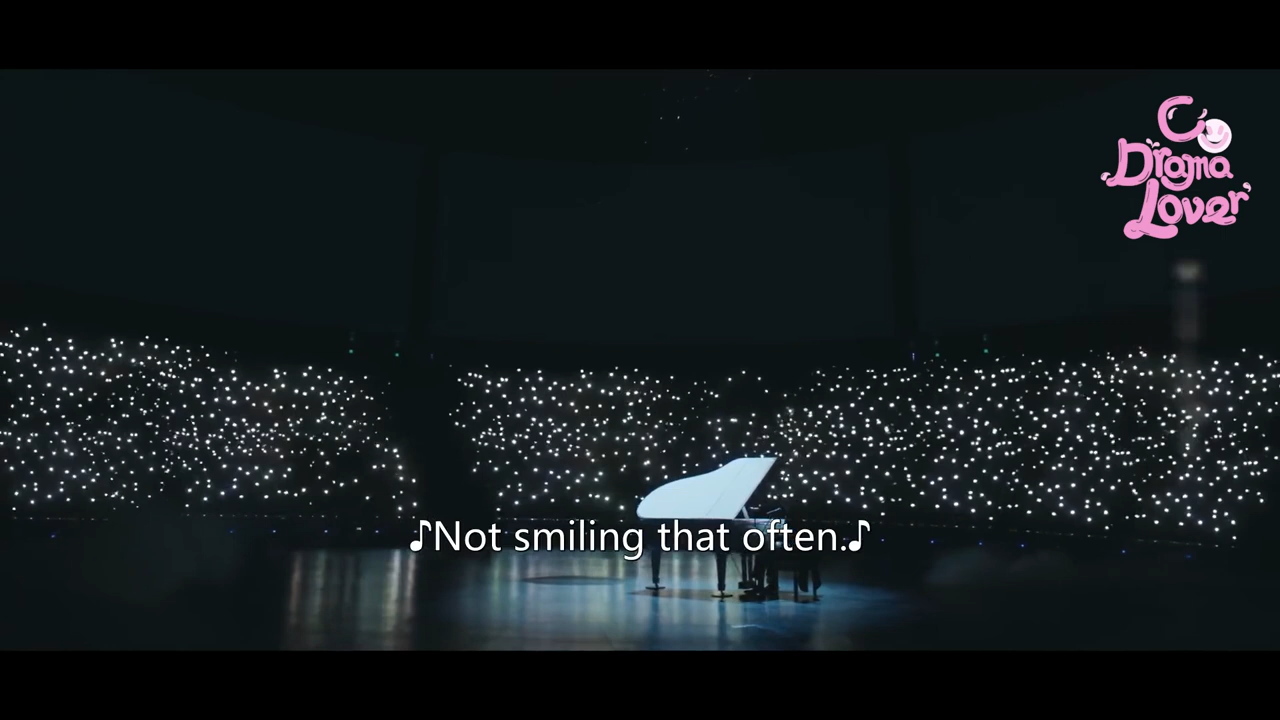 C
Drama
Lover
♪Not smiling that often.♪